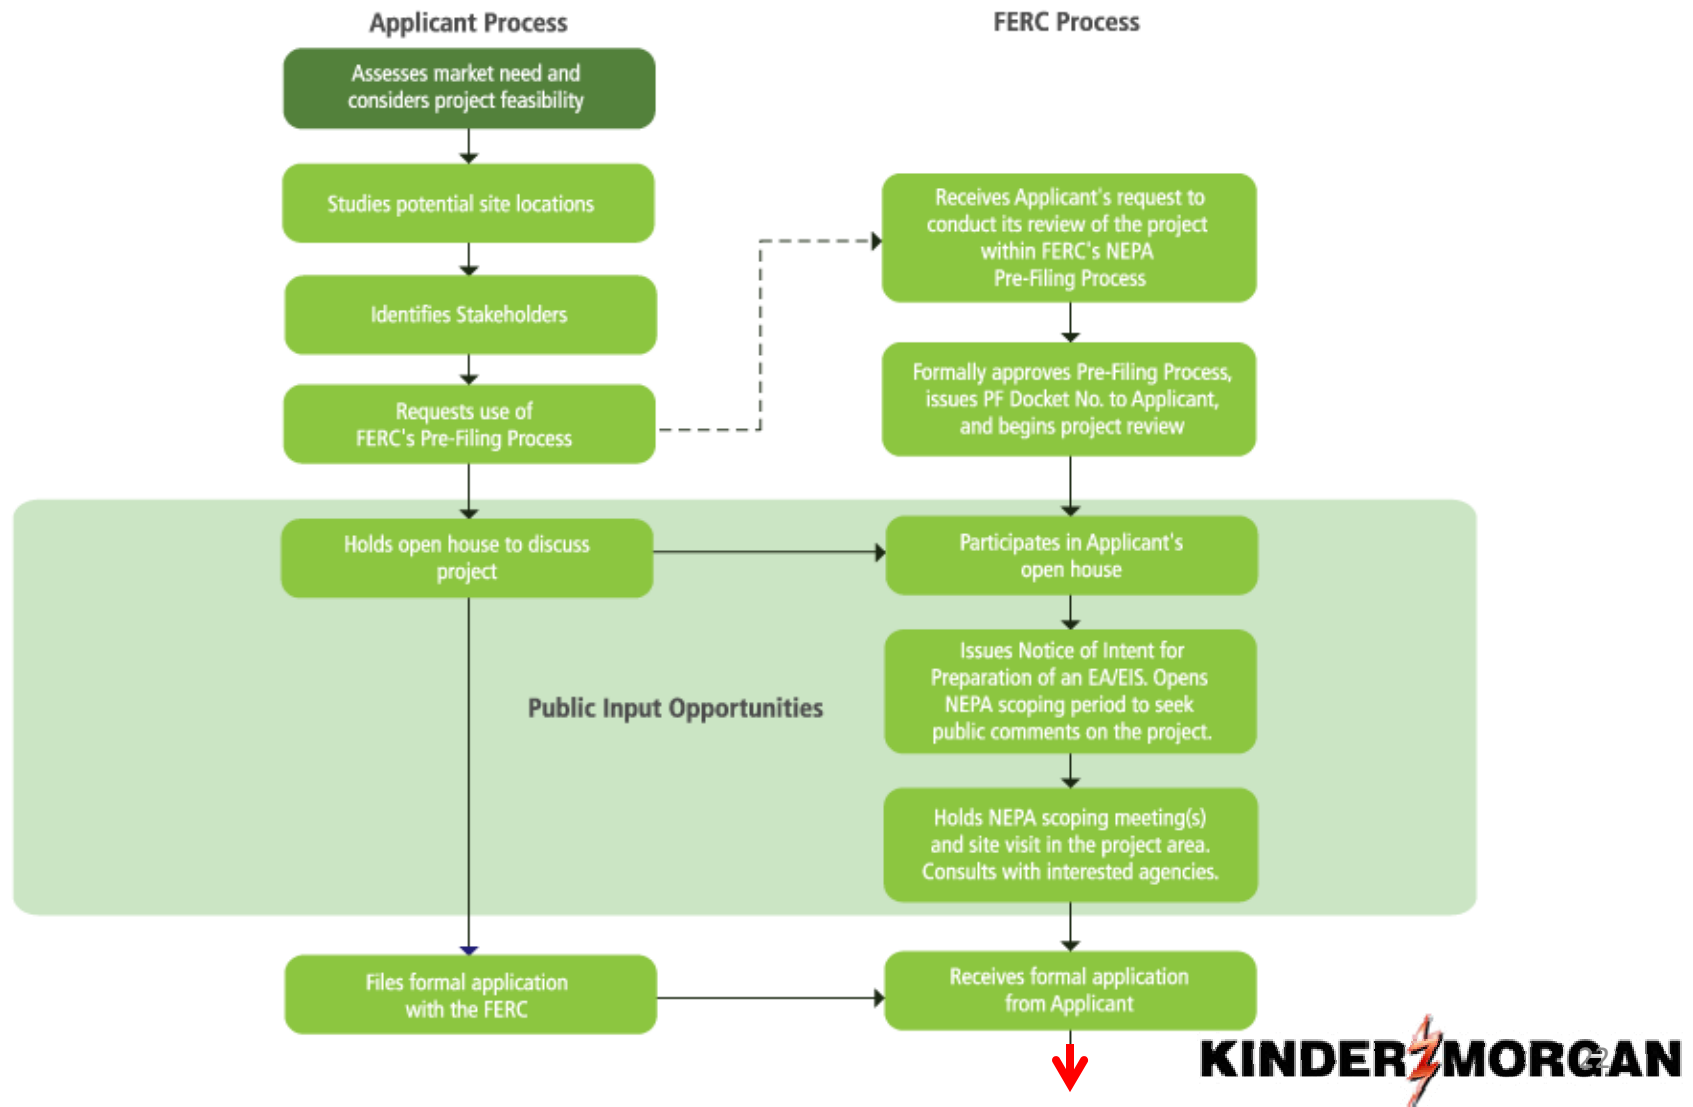 Applicant Process
FERC Process
Assesses market need and
considers project feasibility
Studies potential site locations
Identifies Stakeholders
Requests use of
FERC's Pre-Filing Process
Receives Applicant's request to
conduct its review of the project
within FERC's NEPA
Pre-Filing Process
Formally approves Pre-Filing Process,
issues PF Docket No. to Applicant,
and begins project review
Holds open house to discuss
project
Participates in Applicant's
open house
Issues Notice of Intent for
Preparation of an EA/EIS. Opens
NEPA scoping period to seek
public comments on the project.
Public Input Opportunities
Holds NEPA scoping meeting(s)
and site visit in the project area.
Consults with interested agencies.
Files formal application
with the FERC
Receives formal application
from Applicant
KINDER MORGAN